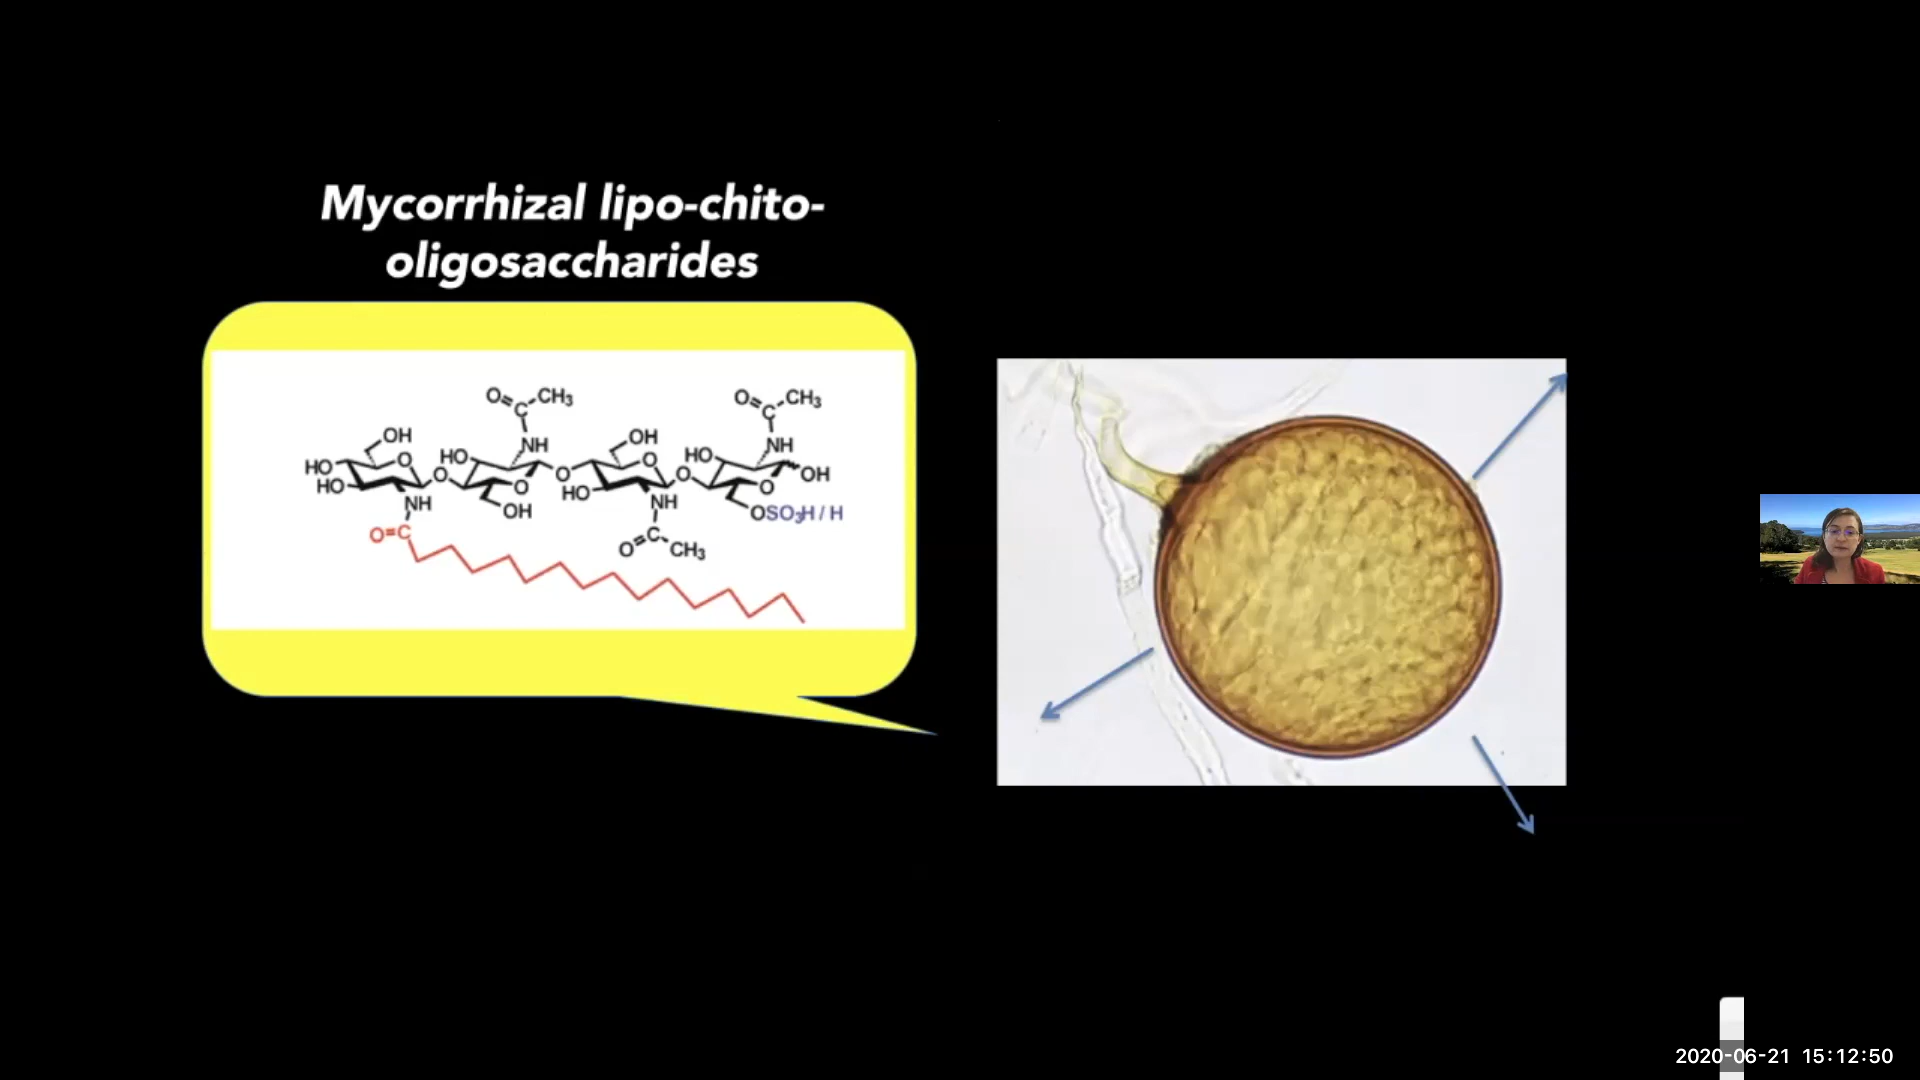 Mycorrhizal lipo-chito-
oligosaccharides
O=C-CH3
O=C-CH3
OH
HO
NH
OH
HO
NH
HO
O
HO
O
O
O
HO
O
OH
HO
NH
OH
NH
O
OSO3H / H
O=C
O=C-CH3
2020-06-21 15:12:50